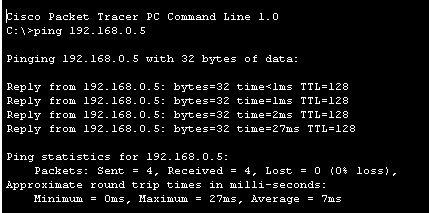 Cisco Packet Tracer PC Command Line 1.0
C:\>ping 192.168.0.5
Pinging 192.168.0.5 with 32 bytes of data:
Reply from 192.168.0.5: bytes=32 time<1ms TTL=128
Reply from 192.168.0.5: bytes=32 time=1ms TTL=128
Reply from 192.168.0.5: bytes=32 time=2ms TTL=128
Reply from 192.168.0.5: bytes=32 time=27ms TTL=128
Ping statistics for 192.168.0.5:
Packets: Sent = 4, Received = 4, Lost = 0 (0% loss),
Approximate round trip times in milli-seconds:
Minimum = 0ms, Maximum = 27ms, Average = 7ms